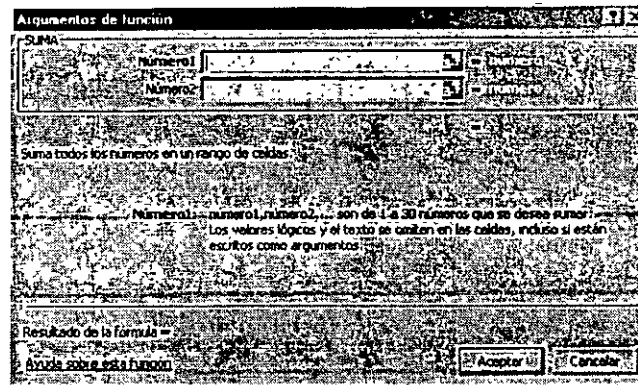 Argumentos de función
SUMA
Número1 = número
Número2 = número
=
Suma todos los números en un rango de celdas.
Número1: número1,número2,... son de 1 a 30 números que se desea sumar.
Los valores lógicos y el texto se omiten en las celdas, incluso si están
escritos como argumentos.
Resultado de la fórmula =
Ayuda sobre esta función
Aceptar Cancelar